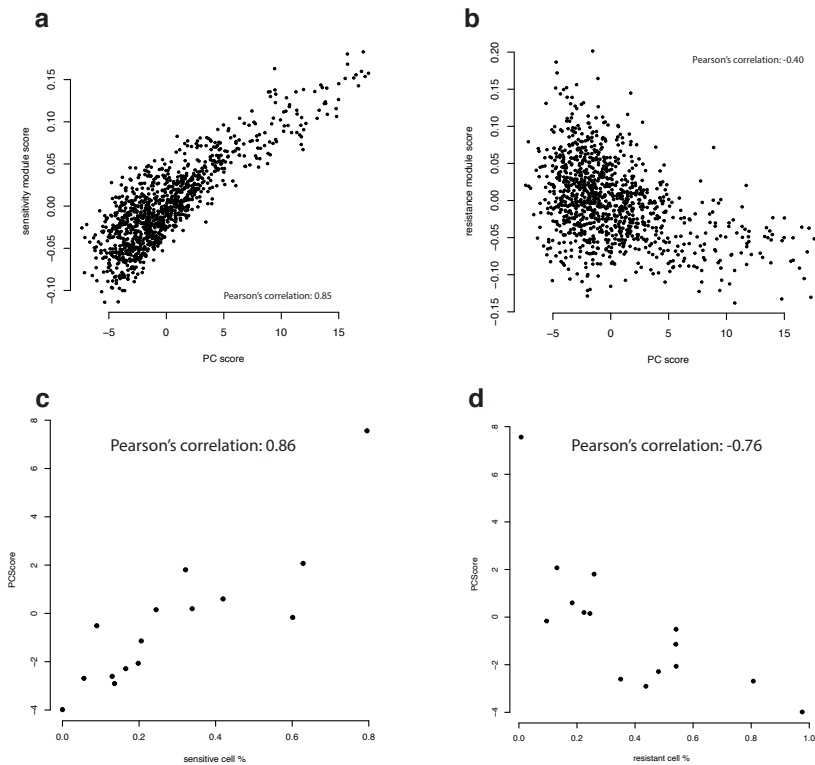 a
sensitivity module score
0.15
0.10
0.05
0.00
−0.05
−0.10
Pearson's correlation: 0.85
−5 0 5 10 15
PC score
b
resistance module score
0.20
0.15
0.10
0.05
0.00
−0.05
−0.10
−0.15
Pearson's correlation: -0.40
−5 0 5 10 15
PC score
c
PCScore
8
6
4
2
0
−2
−4
Pearson's correlation: 0.86
0.0 0.2 0.4 0.6 0.8
sensitive cell %
d
PCScore
8
6
4
2
0
−2
−4
Pearson's correlation: -0.76
0.0 0.2 0.4 0.6 0.8 1.0
resistant cell %